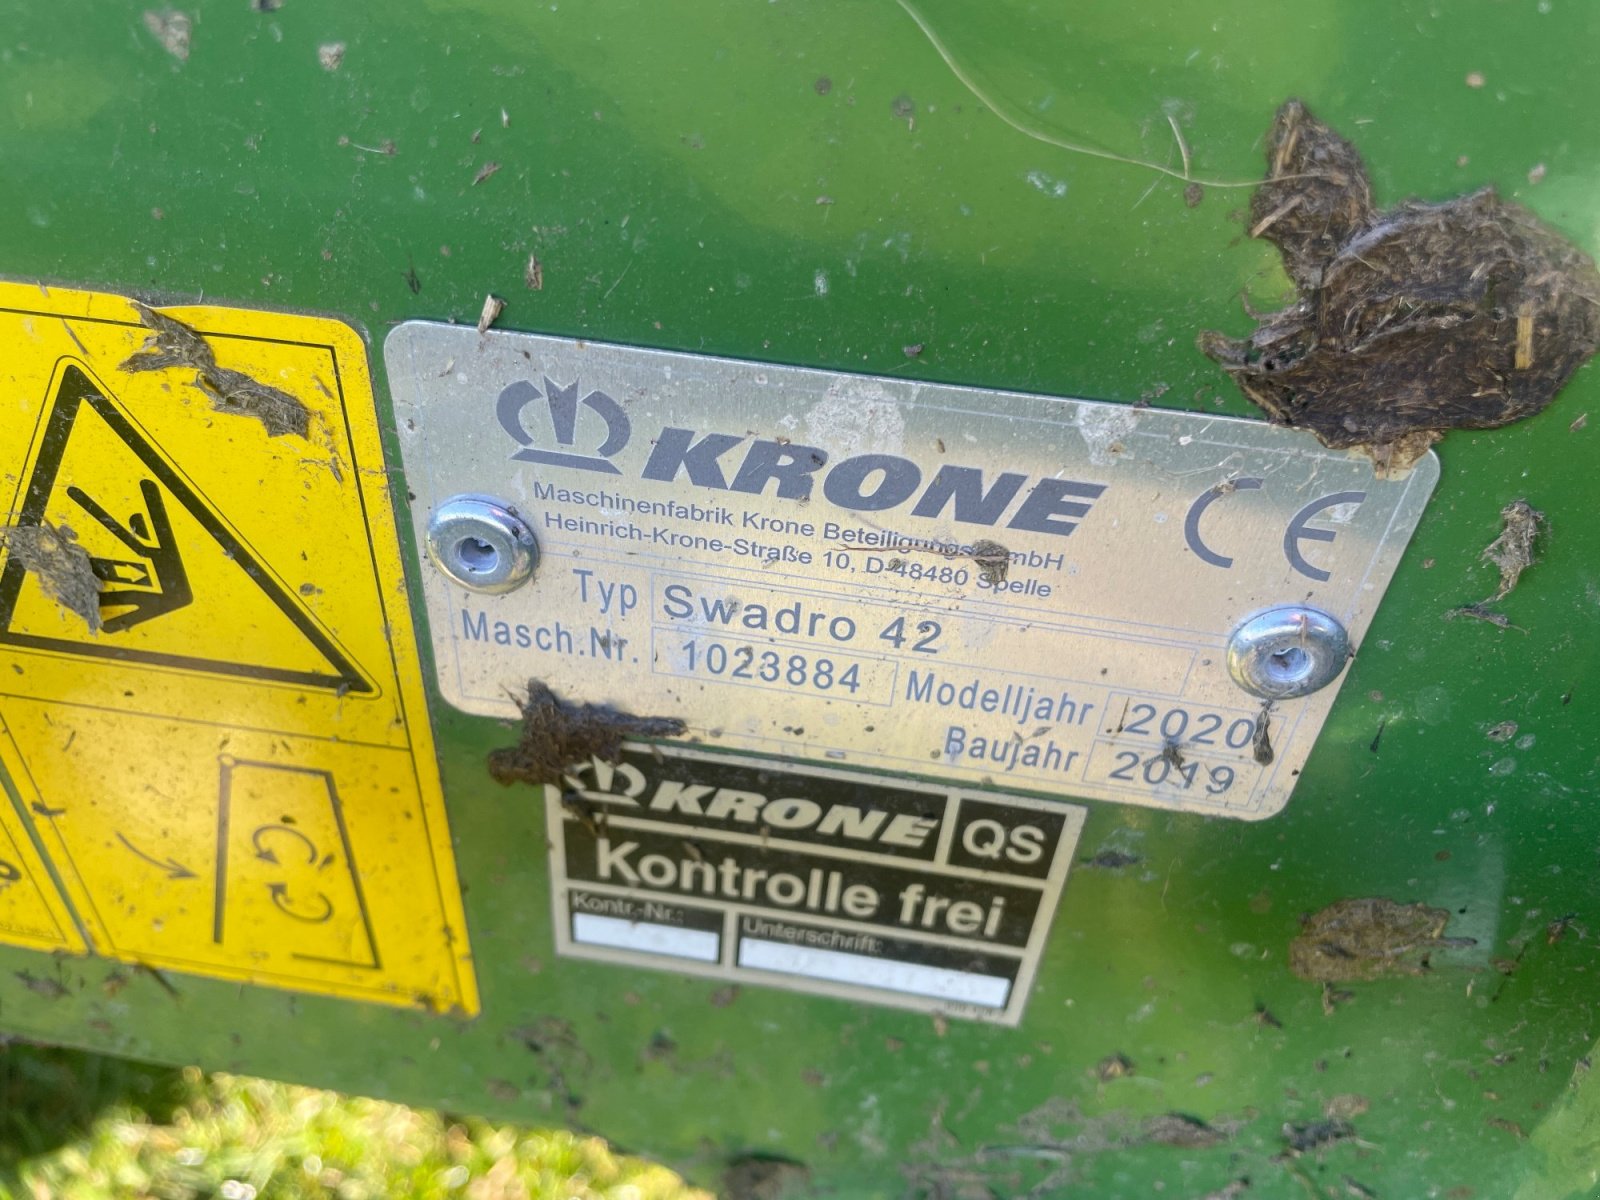 KRONE
Maschinenfabrik Krone Beteiligungs-GmbH
Heinrich-Krone-Straße 10, D-48480 Spelle
CE
Typ Swadro 42
Masch.Nr. 1023884 Modelljahr 2020
Baujahr 2019
KRONE QS
Kontrolle frei
Kontr.-Nr.: Unterschrift: